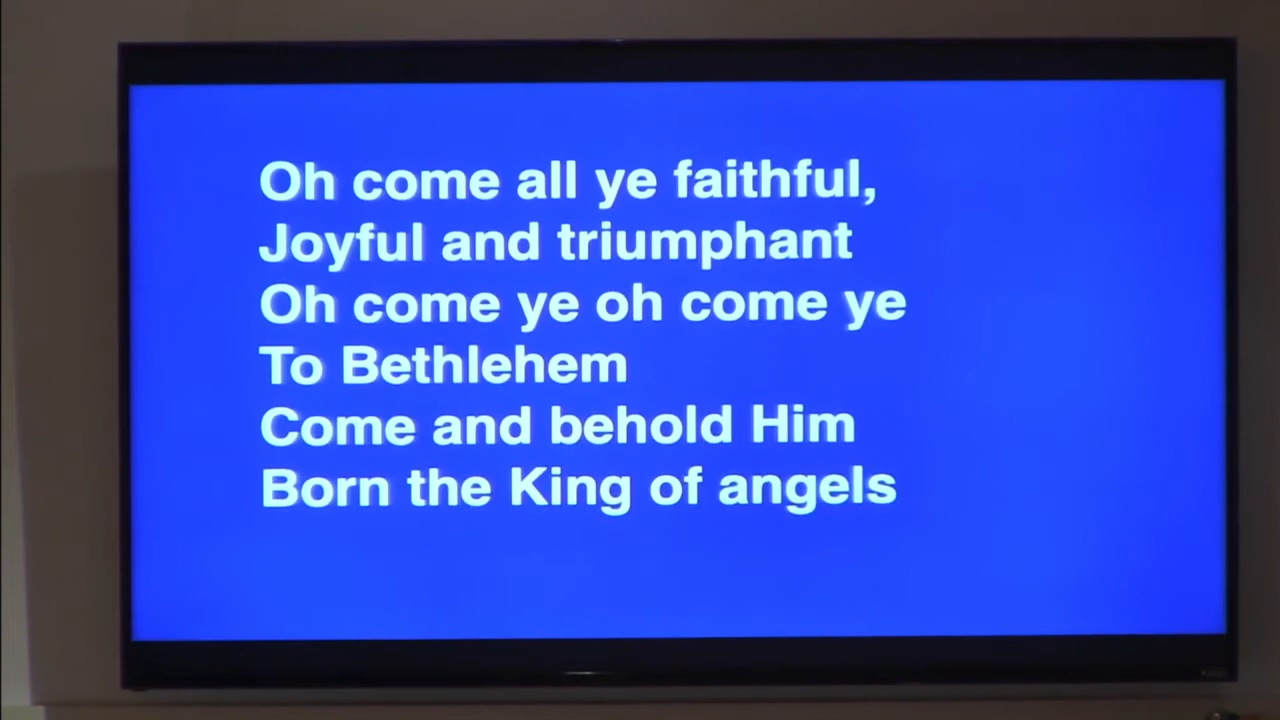 Oh come all ye faithful,
Joyful and triumphant
Oh come ye oh come ye
To Bethlehem
Come and behold Him
Born the King of angels